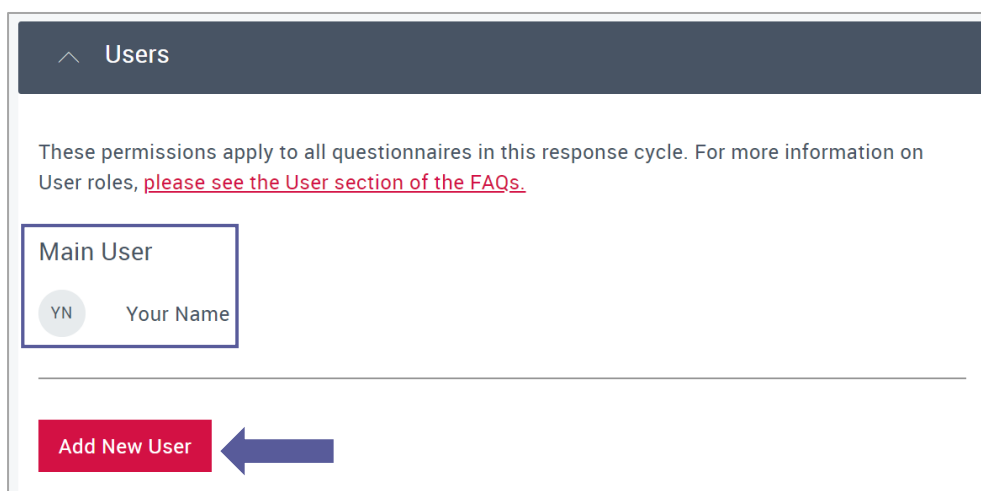 Users
These permissions apply to all questionnaires in this response cycle. For more information on
User roles, please see the User section of the FAQs.
Main User
YN Your Name
Add New User